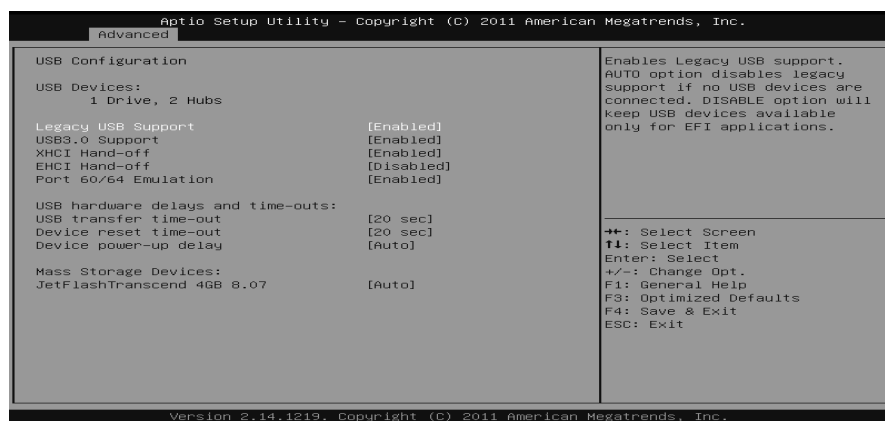 Aptio Setup Utility – Copyright (C) 2011 American Megatrends, Inc.
Advanced
USB Configuration
USB Devices:
1 Drive, 2 Hubs
Legacy USB Support [Enabled]
USB3.0 Support [Enabled]
XHCI Hand-off [Enabled]
EHCI Hand-off [Disabled]
Port 60/64 Emulation [Enabled]
USB hardware delays and time-outs:
USB transfer time-out [20 sec]
Device reset time-out [20 sec]
Device power-up delay [Auto]
Mass Storage Devices:
JetFlashTranscend 4GB 8.07 [Auto]
Enables Legacy USB support.
AUTO option disables legacy
support if no USB devices are
connected. DISABLE option will
keep USB devices available
only for EFI applications.
→←: Select Screen
↑↓: Select Item
Enter: Select
+/-: Change Opt.
F1: General Help
F3: Optimized Defaults
F4: Save & Exit
ESC: Exit
Version 2.14.1219. Copyright (C) 2011 American Megatrends, Inc.